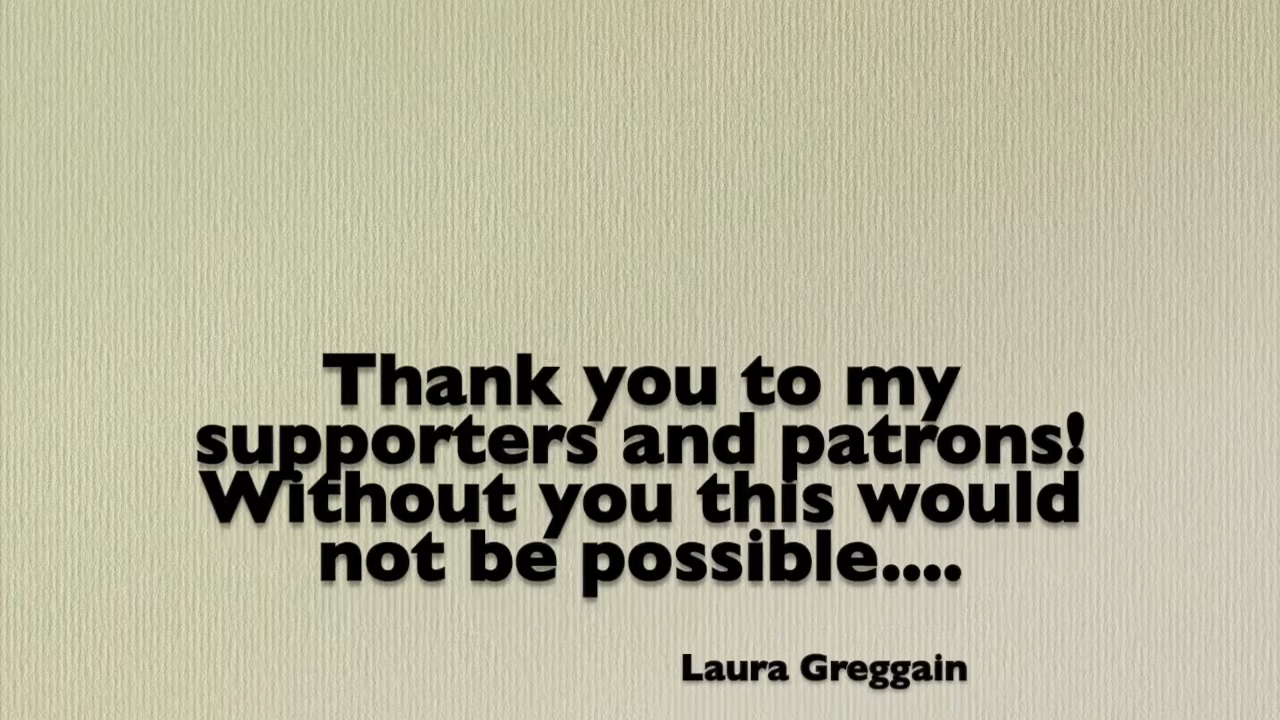 Thank you to my
supporters and patrons!
Without you this would
not be possible....
Laura Greggain